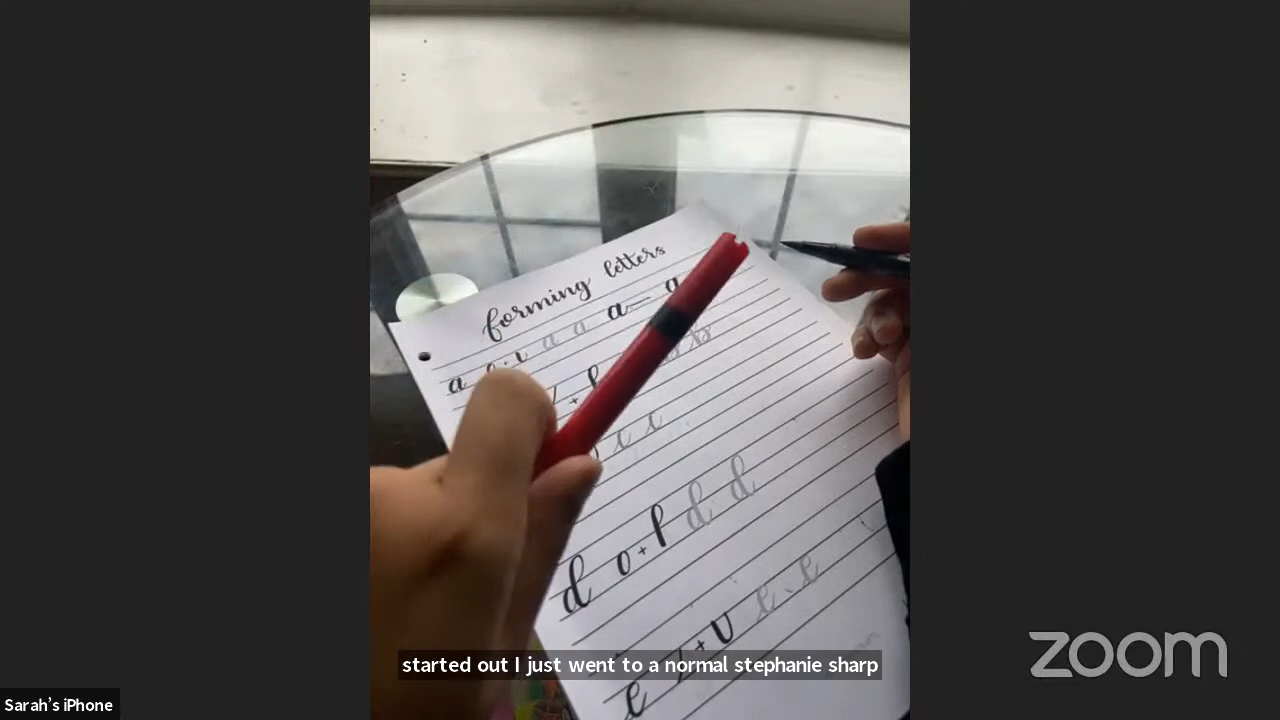 forming letters
a o + ı a a a — a
+ l
c c
d o + l d d
e / + U e - e
started out I just went to a normal stephanie sharp
Sarah's iPhone
zoom